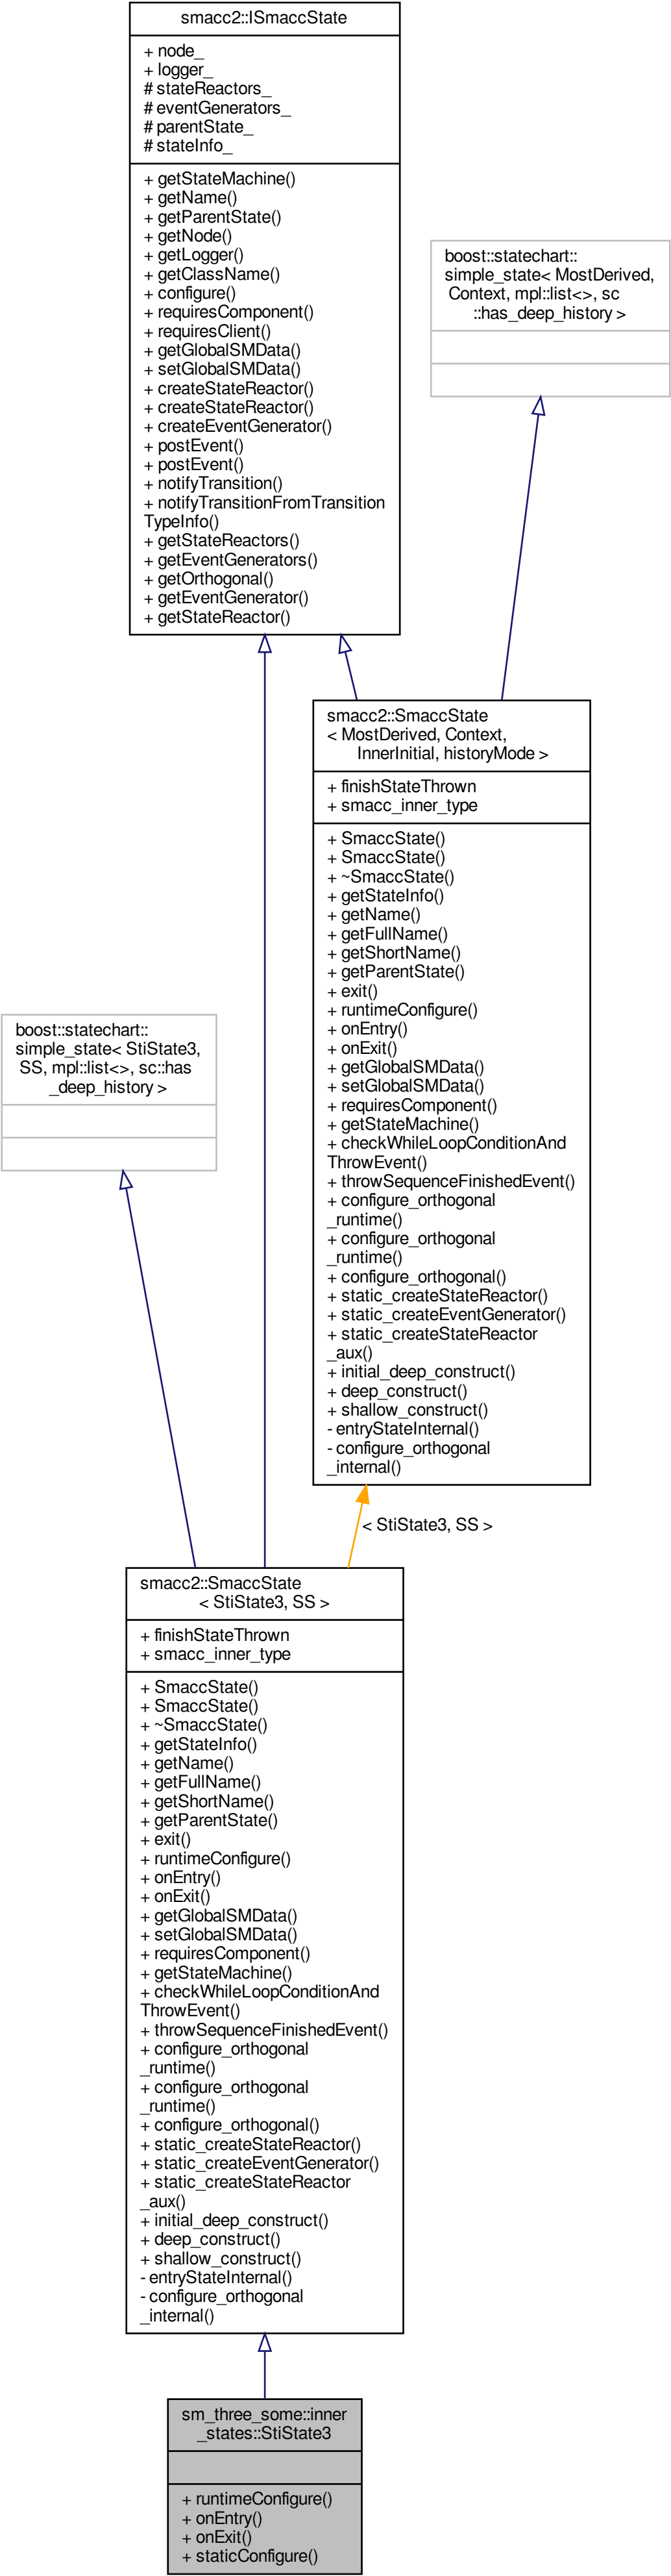 smacc2::ISmaccState
+ node_
+ logger_
# stateReactors_
# eventGenerators_
# parentState_
# stateInfo_
+ getStateMachine()
+ getName()
+ getParentState()
+ getNode()
+ getLogger()
+ getClassName()
+ configure()
+ requiresComponent()
+ requiresClient()
+ getGlobalSMData()
+ setGlobalSMData()
+ createStateReactor()
+ createStateReactor()
+ createEventGenerator()
+ postEvent()
+ postEvent()
+ notifyTransition()
+ notifyTransitionFromTransition
TypeInfo()
+ getStateReactors()
+ getEventGenerators()
+ getOrthogonal()
+ getEventGenerator()
+ getStateReactor()
boost::statechart::
simple_state< MostDerived,
Context, mpl::list<>, sc
::has_deep_history >
smacc2::SmaccState
< MostDerived, Context,
InnerInitial, historyMode >
+ finishStateThrown
+ smacc_inner_type
+ SmaccState()
+ SmaccState()
+ ~SmaccState()
+ getStateInfo()
+ getName()
+ getFullName()
+ getShortName()
+ getParentState()
+ exit()
+ runtimeConfigure()
+ onEntry()
+ onExit()
+ getGlobalSMData()
+ setGlobalSMData()
+ requiresComponent()
+ getStateMachine()
+ checkWhileLoopConditionAnd
ThrowEvent()
+ throwSequenceFinishedEvent()
+ configure_orthogonal
_runtime()
+ configure_orthogonal
_runtime()
+ configure_orthogonal()
+ static_createStateReactor()
+ static_createEventGenerator()
+ static_createStateReactor
_aux()
+ initial_deep_construct()
+ deep_construct()
+ shallow_construct()
- entryStateInternal()
- configure_orthogonal
_internal()
boost::statechart::
simple_state< StiState3,
SS, mpl::list<>, sc::has
_deep_history >
< StiState3, SS >
smacc2::SmaccState
< StiState3, SS >
+ finishStateThrown
+ smacc_inner_type
+ SmaccState()
+ SmaccState()
+ ~SmaccState()
+ getStateInfo()
+ getName()
+ getFullName()
+ getShortName()
+ getParentState()
+ exit()
+ runtimeConfigure()
+ onEntry()
+ onExit()
+ getGlobalSMData()
+ setGlobalSMData()
+ requiresComponent()
+ getStateMachine()
+ checkWhileLoopConditionAnd
ThrowEvent()
+ throwSequenceFinishedEvent()
+ configure_orthogonal
_runtime()
+ configure_orthogonal
_runtime()
+ configure_orthogonal()
+ static_createStateReactor()
+ static_createEventGenerator()
+ static_createStateReactor
_aux()
+ initial_deep_construct()
+ deep_construct()
+ shallow_construct()
- entryStateInternal()
- configure_orthogonal
_internal()
sm_three_some::inner
_states::StiState3
+ runtimeConfigure()
+ onEntry()
+ onExit()
+ staticConfigure()